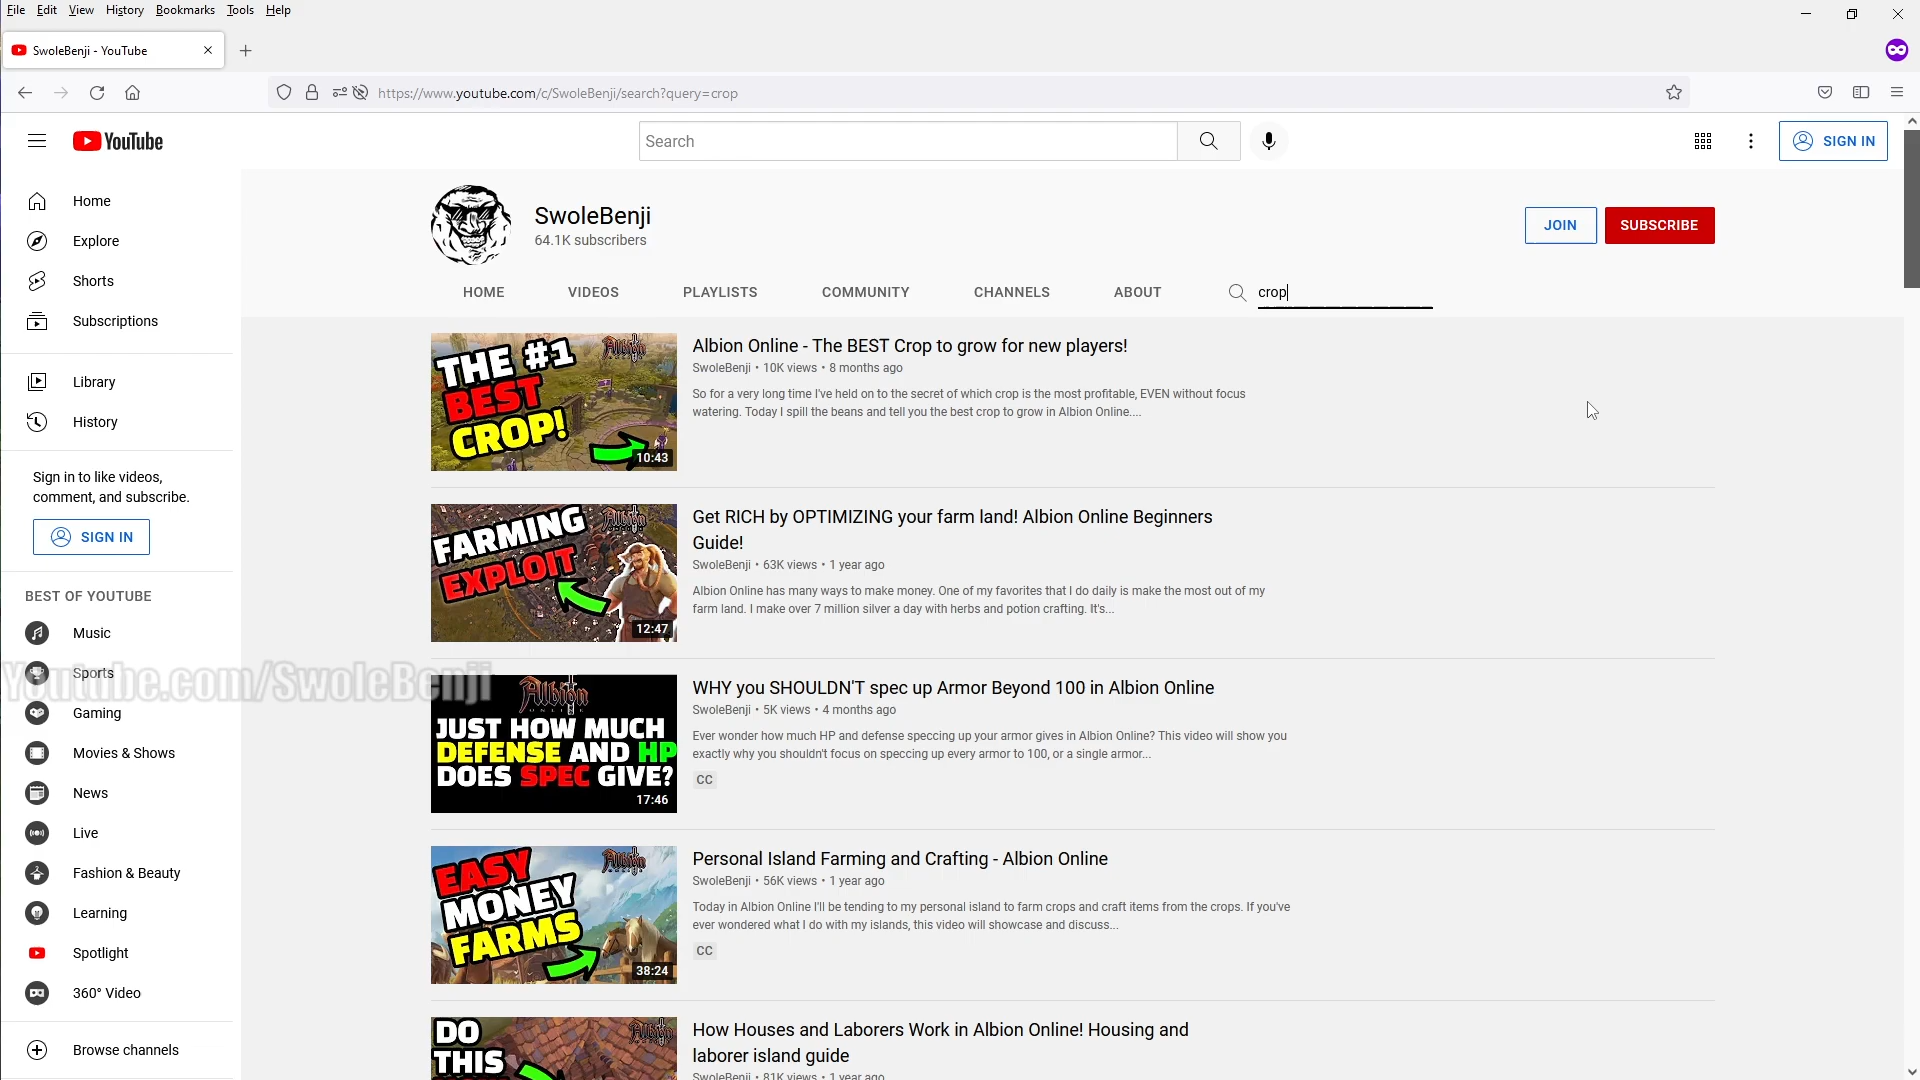 File Edit View History Bookmarks Tools Help
SwoleBenji - YouTube
https://www.youtube.com/c/SwoleBenji/search?query=crop
YouTube
Search
SIGN IN
Home
Explore
Shorts
Subscriptions
Library
History
Sign in to like videos,
comment, and subscribe.
SIGN IN
BEST OF YOUTUBE
Music
Sports
Gaming
Movies & Shows
News
Live
Fashion & Beauty
Learning
Spotlight
360° Video
Browse channels
Youtube.com/SwoleBenji
SwoleBenji
64.1K subscribers
JOIN SUBSCRIBE
HOME VIDEOS PLAYLISTS COMMUNITY CHANNELS ABOUT crop
THE #1
BEST
CROP!
Albion
10:43
Albion Online - The BEST Crop to grow for new players!
SwoleBenji • 10K views • 8 months ago
So for a very long time I've held on to the secret of which crop is the most profitable, EVEN without focus
watering. Today I spill the beans and tell you the best crop to grow in Albion Online....
FARMING
EXPLOIT
Albion
12:47
Get RICH by OPTIMIZING your farm land! Albion Online Beginners
Guide!
SwoleBenji • 63K views • 1 year ago
Albion Online has many ways to make money. One of my favorites that I do daily is make the most out of my
farm land. I make over 7 million silver a day with herbs and potion crafting. It's...
Albion
ONLINE
JUST HOW MUCH
DEFENSE AND HP
DOES SPEC GIVE?
17:46
WHY you SHOULDN'T spec up Armor Beyond 100 in Albion Online
SwoleBenji • 5K views • 4 months ago
Ever wonder how much HP and defense speccing up your armor gives in Albion Online? This video will show you
exactly why you shouldn't focus on speccing up every armor to 100, or a single armor...
CC
EASY
MONEY
FARMS
Albion
38:24
Personal Island Farming and Crafting - Albion Online
SwoleBenji • 56K views • 1 year ago
Today in Albion Online I'll be tending to my personal island to farm crops and craft items from the crops. If you've
ever wondered what I do with my islands, this video will showcase and discuss...
CC
DO
THIS
Albion
How Houses and Laborers Work in Albion Online! Housing and
laborer island guide
SwoleBenji • 81K views • 1 year ago